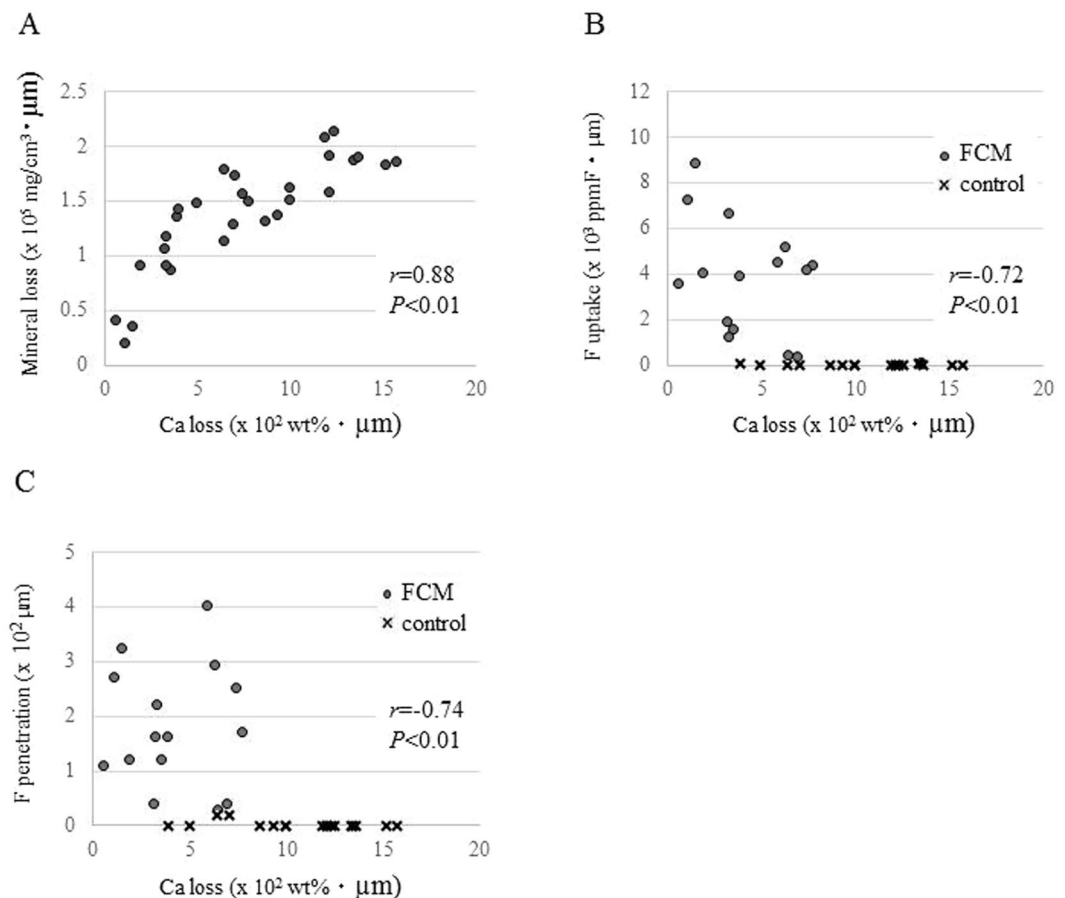 A
Mineral loss (x 10⁵ mg/cm³・μm)
2.5
2
1.5
1
0.5
0
0
5
10
15
20
r=0.88
P<0.01
Ca loss (x 10² wt%・μm)
B
F uptake (x 10³ ppmF・μm)
12
10
8
6
4
2
0
0
5
10
15
20
FCM
control
r=-0.72
P<0.01
Ca loss (x 10² wt%・μm)
C
F penetration (x 10² μm)
5
4
3
2
1
0
0
5
10
15
20
FCM
control
r=-0.74
P<0.01
Ca loss (x 10² wt%・μm)